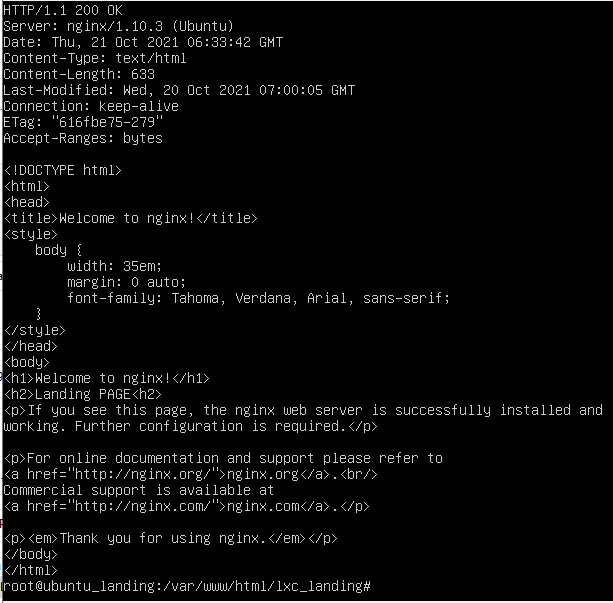 HTTP/1.1 200 OK
Server: nginx/1.10.3 (Ubuntu)
Date: Thu, 21 Oct 2021 06:33:42 GMT
Content-Type: text/html
Content-Length: 633
Last-Modified: Wed, 20 Oct 2021 07:00:05 GMT
Connection: keep-alive
ETag: "616fbe75-279"
Accept-Ranges: bytes

<!DOCTYPE html>
<html>
<head>
<title>Welcome to nginx!</title>
<style>
    body {
        width: 35em;
        margin: 0 auto;
        font-family: Tahoma, Verdana, Arial, sans-serif;
    }
</style>
</head>
<body>
<h1>Welcome to nginx!</h1>
<h2>Landing PAGE<h2>
<p>If you see this page, the nginx web server is successfully installed and
working. Further configuration is required.</p>

<p>For online documentation and support please refer to
<a href="http://nginx.org/">nginx.org</a>.<br/>
Commercial support is available at
<a href="http://nginx.com/">nginx.com</a>.</p>

<p><em>Thank you for using nginx.</em></p>
</body>
</html>
root@ubuntu_landing:/var/www/html/lxc_landing#